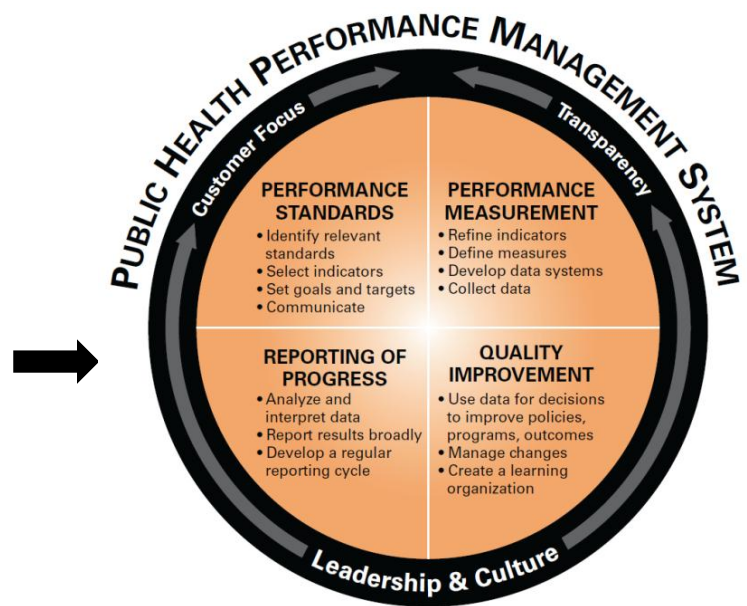 PUBLIC HEALTH PERFORMANCE MANAGEMENT SYSTEM
Customer Focus
Transparency
PERFORMANCE
STANDARDS
• Identify relevant
standards
• Select indicators
• Set goals and targets
• Communicate
PERFORMANCE
MEASUREMENT
• Refine indicators
• Define measures
• Develop data systems
• Collect data
REPORTING OF
PROGRESS
• Analyze and
interpret data
• Report results broadly
• Develop a regular
reporting cycle
QUALITY
IMPROVEMENT
• Use data for decisions
to improve policies,
programs, outcomes
• Manage changes
• Create a learning
organization
Leadership & Culture